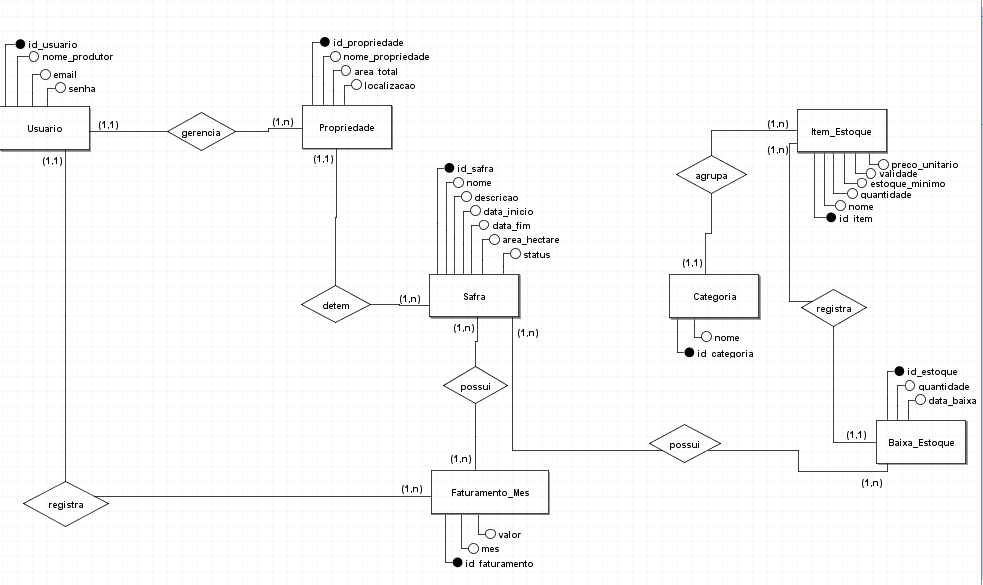 id_usuario
nome_produtor
email
senha
Usuario
(1,1)
(1,1)
gerencia
(1,n)
id_propriedade
nome_propriedade
area_total
localizacao
Propriedade
(1,1)
detem
(1,n)
id_safra
nome
descricao
data_inicio
data_fim
area_hectare
status
Safra
(1,n)
(1,n)
possui
(1,n)
registra
(1,n)
Faturamento_Mes
valor
mes
id_faturamento
possui
(1,n)
(1,n)
Item_Estoque
(1,n)
preco_unitario
validade
estoque_minimo
quantidade
nome
id_item
agrupa
(1,1)
Categoria
nome
id_categoria
registra
(1,1)
id_estoque
quantidade
data_baixa
Baixa_Estoque